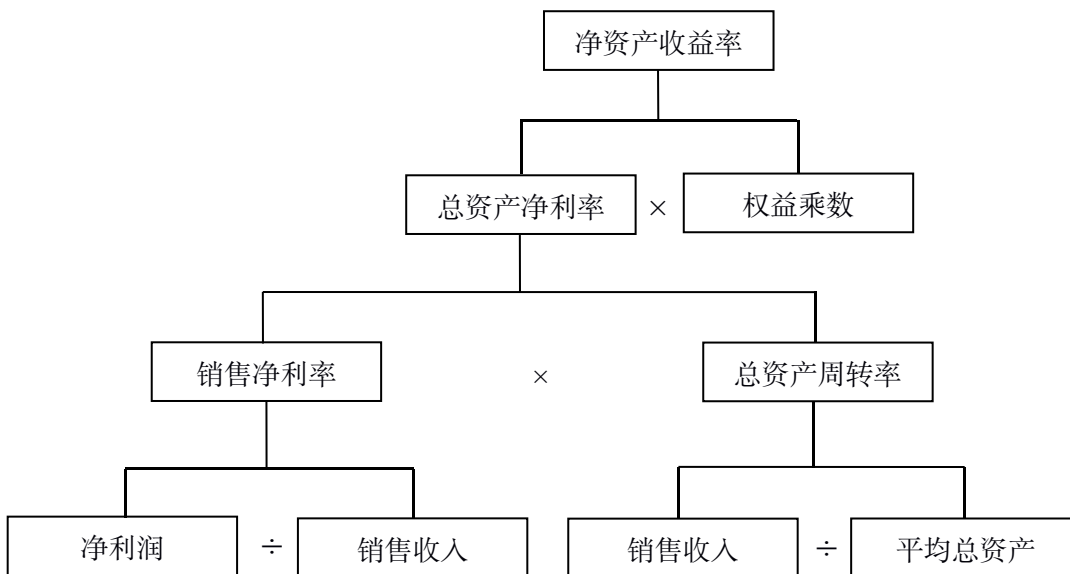 净资产收益率
总资产净利率 × 权益乘数
销售净利率 × 总资产周转率
净利润 ÷ 销售收入 销售收入 ÷ 平均总资产